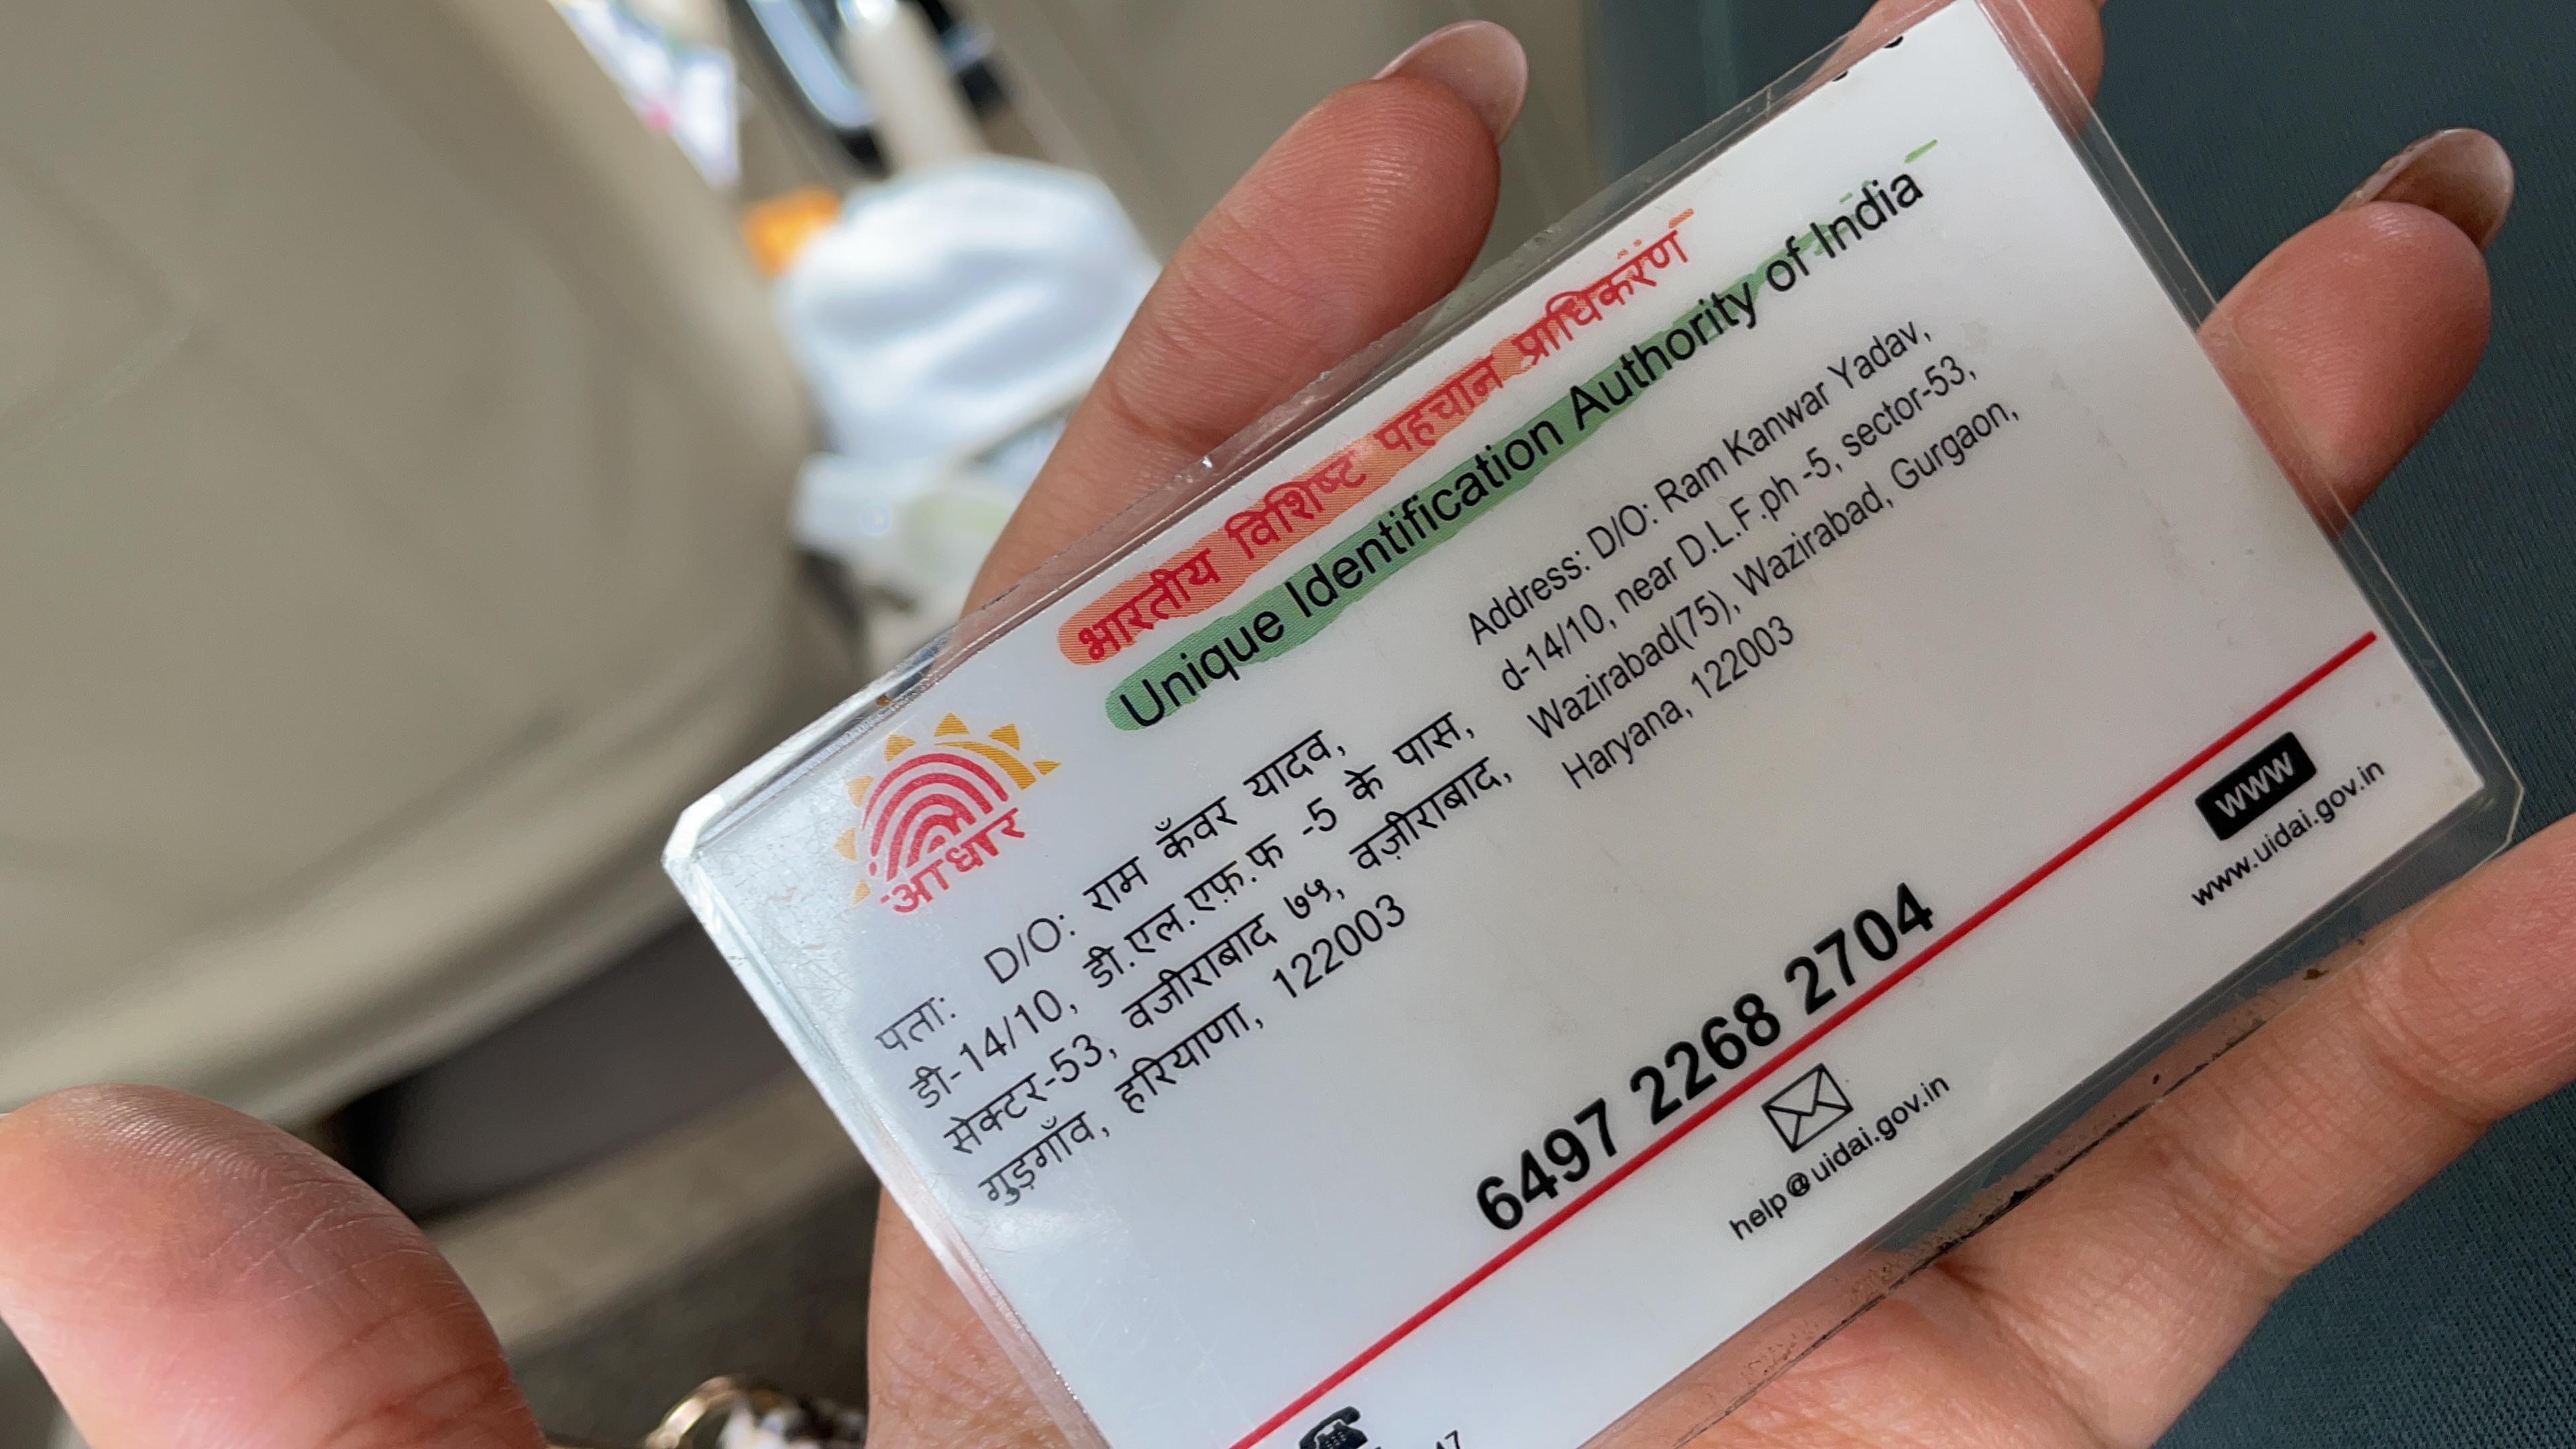 भारतीय विशिष्ट पहचान प्राधिकरण
Unique Identification Authority of India
आधार
पता: D/O: राम कँवर यादव,
डी-14/10, डी.एल.एफ़.फ -5 के पास,
सेक्टर-53, वजीराबाद ७५, वज़ीराबाद,
गुड़गाँव, हरियाणा, 122003
Address: D/O: Ram Kanwar Yadav,
d-14/10, near D.L.F.ph -5, sector-53,
Wazirabad(75), Wazirabad, Gurgaon,
Haryana, 122003
6497 2268 2704
help@uidai.gov.in
www
www.uidai.gov.in